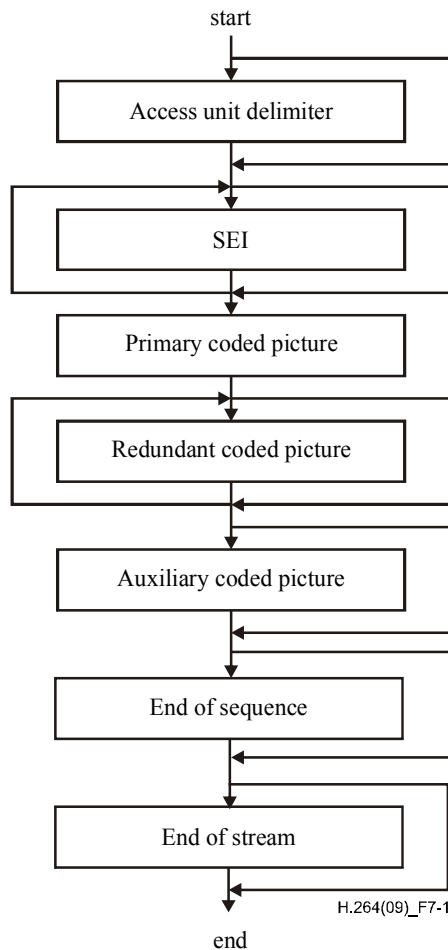 start
Access unit delimiter
SEI
Primary coded picture
Redundant coded picture
Auxiliary coded picture
End of sequence
End of stream
H.264(09)_F7-1
end